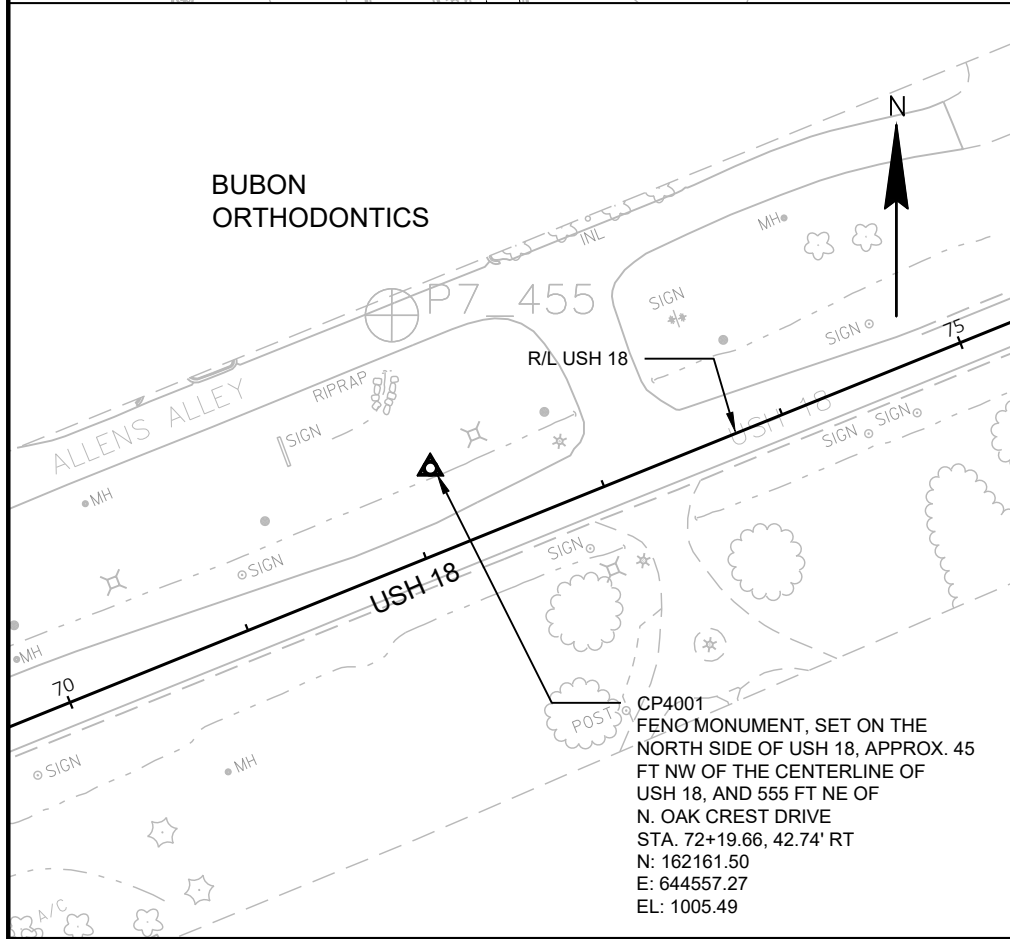 BUBON
ORTHODONTICS
N
MH
INL
P7_455
SIGN
SIGN
75
R/L USH 18
RIPRAP
ALLENS ALLEY
SIGN
USH 18
SIGN
SIGN
MH
SIGN
SIGN
USH 18
MH
70
POST
SIGN
MH
A/C
CP4001
FENO MONUMENT, SET ON THE
NORTH SIDE OF USH 18, APPROX. 45
FT NW OF THE CENTERLINE OF
USH 18, AND 555 FT NE OF
N. OAK CREST DRIVE
STA. 72+19.66, 42.74' RT
N: 162161.50
E: 644557.27
EL: 1005.49